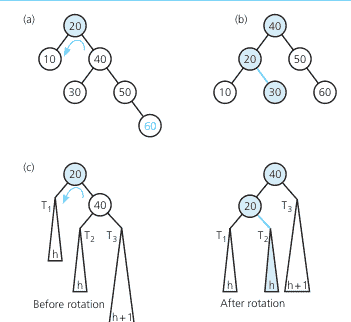 (a)
20
10
40
30
50
60
(b)
40
20
50
10
30
60
(c)
20
40
T1
T2
T3
h
h
h+1
Before rotation
40
20
T1
T2
T3
h
h
h+1
After rotation